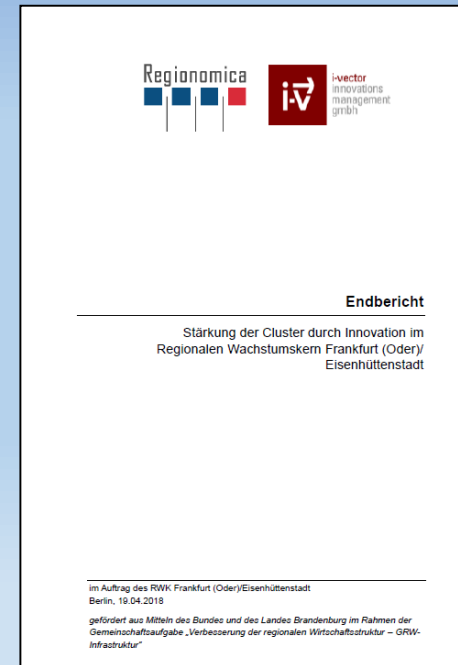 Regionomica
i-v
i-vector
innovations
management
gmbh
Endbericht
Stärkung der Cluster durch Innovation im
Regionalen Wachstumskern Frankfurt (Oder)/
Eisenhüttenstadt
im Auftrag des RWK Frankfurt (Oder)/Eisenhüttenstadt
Berlin, 19.04.2018
gefördert aus Mitteln des Bundes und des Landes Brandenburg im Rahmen der
Gemeinschaftsaufgabe „Verbesserung der regionalen Wirtschaftsstruktur – GRW-
Infrastruktur"